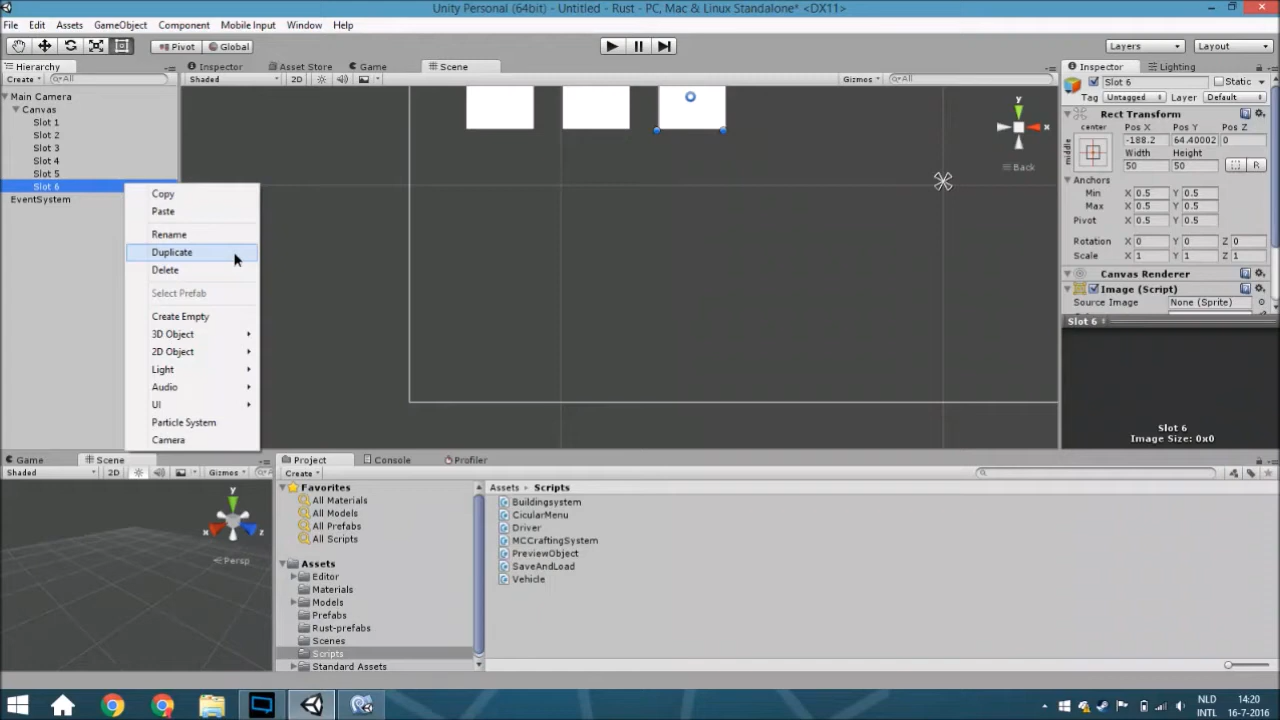 Unity Personal (64bit) - Untitled - Rust - PC, Mac & Linux Standalone* <DX11>
File Edit Assets GameObject Component Mobile Input Window Help
Pivot Global Layers Layout
Hierarchy Inspector Asset Store Game Scene Inspector Lighting
Create All Shaded 2D Gizmos All Slot 6 Static
Main Camera Tag Untagged Layer Default
Canvas Rect Transform
Slot 1 center Pos X Pos Y Pos Z
Slot 2 -188.2 64.40002 0
Slot 3 middle Width Height
Slot 4 50 50 R
Slot 5 Back Anchors
Slot 6 Min X 0.5 Y 0.5
EventSystem Max X 0.5 Y 0.5
Pivot X 0.5 Y 0.5
Rotation X 0 Y 0 Z 0
Scale X 1 Y 1 Z 1
Canvas Renderer
Image (Script)
Source Image None (Sprite)
Slot 6
Copy
Paste
Rename
Duplicate
Delete
Select Prefab
Create Empty
3D Object
2D Object
Light
Audio
UI
Particle System
Camera
y
x
Slot 6
Image Size: 0x0
Game Scene Project Console Profiler
Shaded 2D Gizmos Create
y
x z
Persp
Favorites
All Materials
All Models
All Prefabs
All Scripts
Assets
Editor
Materials
Models
Prefabs
Rust-prefabs
Scenes
Scripts
Standard Assets
Assets Scripts
Buildingsystem
CicularMenu
Driver
MCCraftingSystem
PreviewObject
SaveAndLoad
Vehicle
NLD 14:20
INTL 16-7-2016